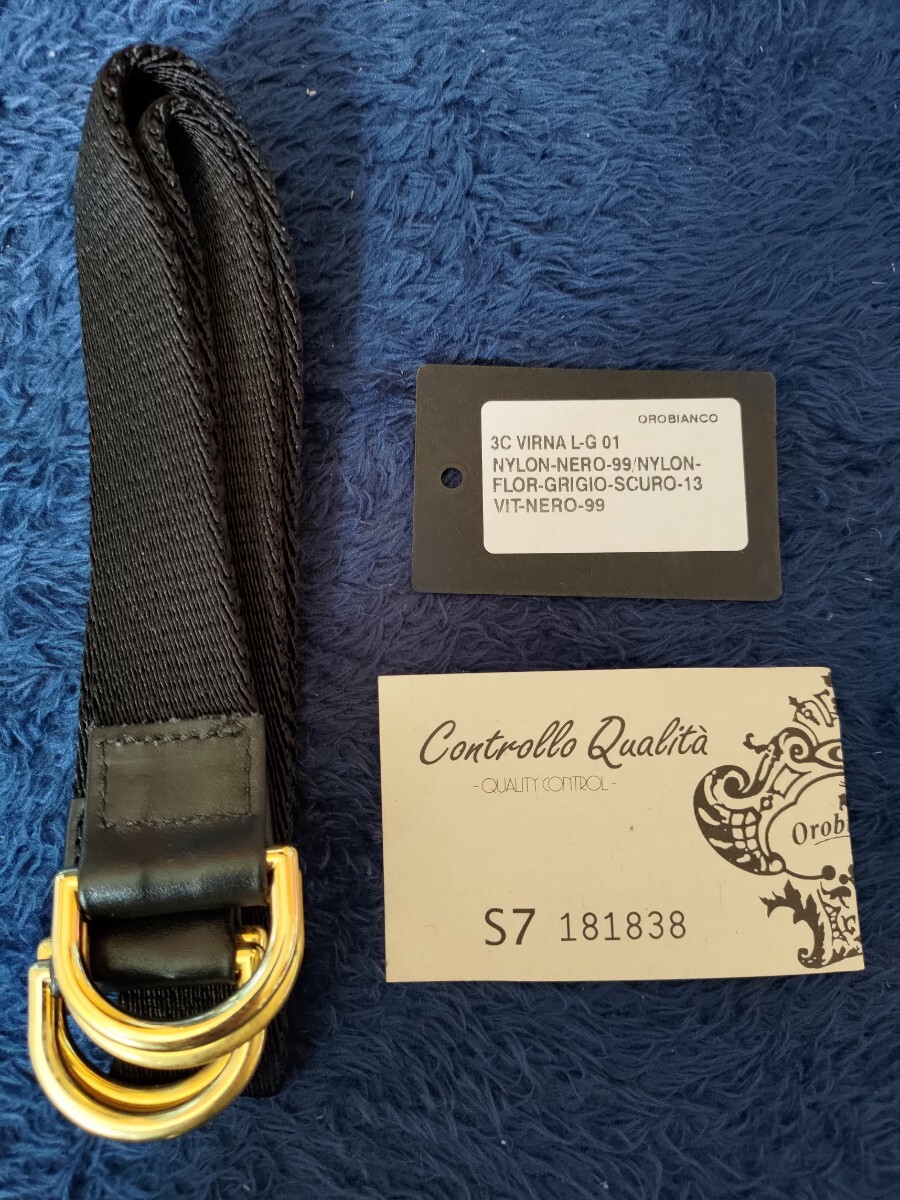 OROBIANCO
3C VIRNA L-G 01
NYLON-NERO-99/NYLON-
FLOR-GRIGIO-SCURO-13
VIT-NERO-99
Controllo Qualità
- QUALITY CONTROL -
Orobi
S7 181838